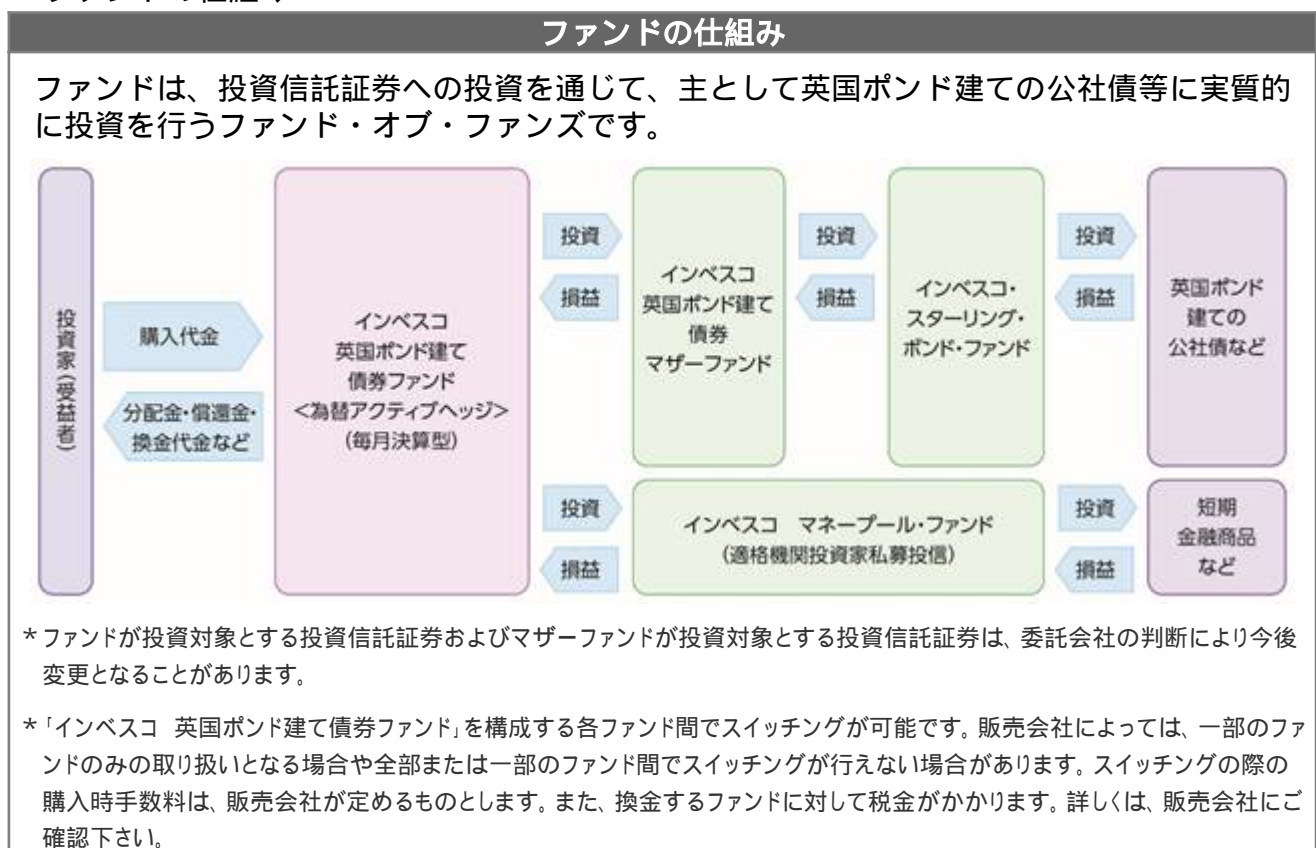 ファンドの仕組み
ファンドは、投資信託証券への投資を通じて、主として英国ポンド建ての公社債等に実質的
に投資を行うファンド・オブ・ファンズです。
投資家(受益者)
購入代金
分配金・償還金・
換金代金など
インベスコ
英国ポンド建て
債券ファンド
<為替アクティブヘッジ>
(毎月決算型)
投資
損益
インベスコ
英国ポンド建て
債券
マザーファンド
投資
損益
インベスコ・
スターリング・
ボンド・ファンド
投資
損益
英国ポンド
建ての
公社債など
投資
損益
インベスコ マネープール・ファンド
(適格機関投資家私募投信)
投資
損益
短期
金融商品
など
*ファンドが投資対象とする投資信託証券およびマザーファンドが投資対象とする投資信託証券は、委託会社の判断により今後
変更となることがあります。
*「インベスコ 英国ポンド建て債券ファンド」を構成する各ファンド間でスイッチングが可能です。販売会社によっては、一部のファ
ンドのみの取り扱いとなる場合や全部または一部のファンド間でスイッチングが行えない場合があります。スイッチングの際の
購入時手数料は、販売会社が定めるものとします。また、換金するファンドに対して税金がかかります。詳しくは、販売会社にご
確認下さい。